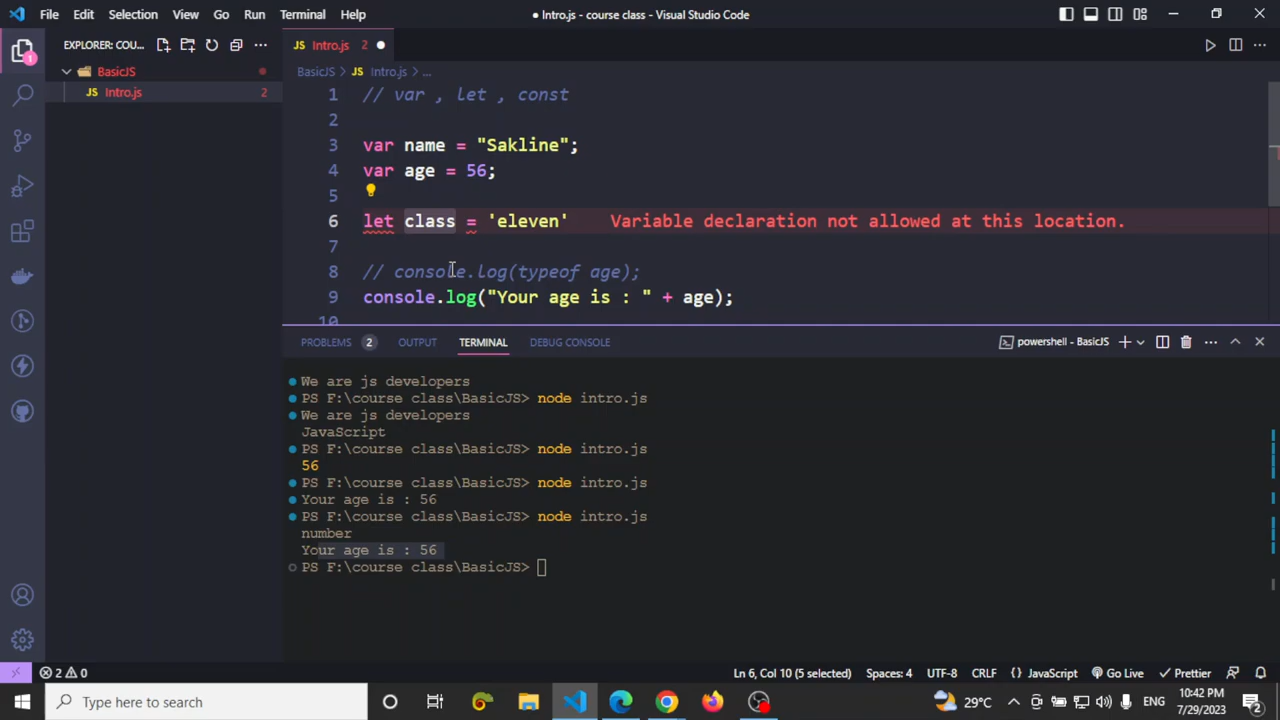 File Edit Selection View Go Run Terminal Help
● Intro.js - course class - Visual Studio Code
EXPLORER: COU...
JS Intro.js 2 ●
BasicJS
BasicJS > JS Intro.js > ...
JS Intro.js 2
1 // var , let , const
2
3 var name = "Sakline";
4 var age = 56;
5
6 let class = 'eleven' Variable declaration not allowed at this location.
7
8 // console.log(typeof age);
9 console.log("Your age is : " + age);
10
PROBLEMS 2 OUTPUT TERMINAL DEBUG CONSOLE
powershell - BasicJS
We are js developers
PS F:\course class\BasicJS> node intro.js
We are js developers
JavaScript
PS F:\course class\BasicJS> node intro.js
56
PS F:\course class\BasicJS> node intro.js
Your age is : 56
PS F:\course class\BasicJS> node intro.js
number
Your age is : 56
PS F:\course class\BasicJS>
2 0 Ln 6, Col 10 (5 selected) Spaces: 4 UTF-8 CRLF {} JavaScript Go Live Prettier
Type here to search
29°C ENG
10:42 PM
7/29/2023
2
1